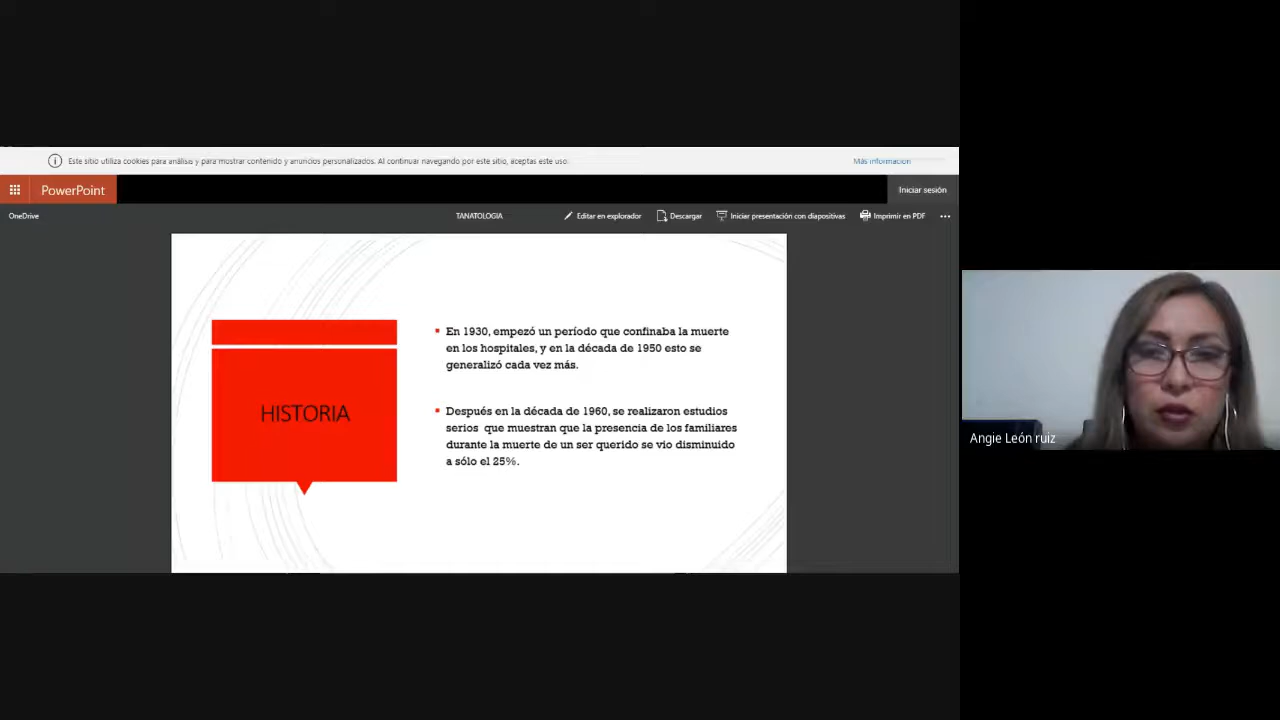 Este sitio utiliza cookies para análisis y para mostrar contenido y anuncios personalizados. Al continuar navegando por este sitio, aceptas este uso.
Más información
PowerPoint
Iniciar sesión
OneDrive
TANATOLOGIA
Editar en explorador
Descargar
Iniciar presentación con diapositivas
Imprimir en PDF
HISTORIA
En 1930, empezó un período que confinaba la muerte
en los hospitales, y en la década de 1950 esto se
generalizó cada vez más.
Después en la década de 1960, se realizaron estudios
serios que muestran que la presencia de los familiares
durante la muerte de un ser querido se vio disminuido
a sólo el 25%.
Angie León ruiz